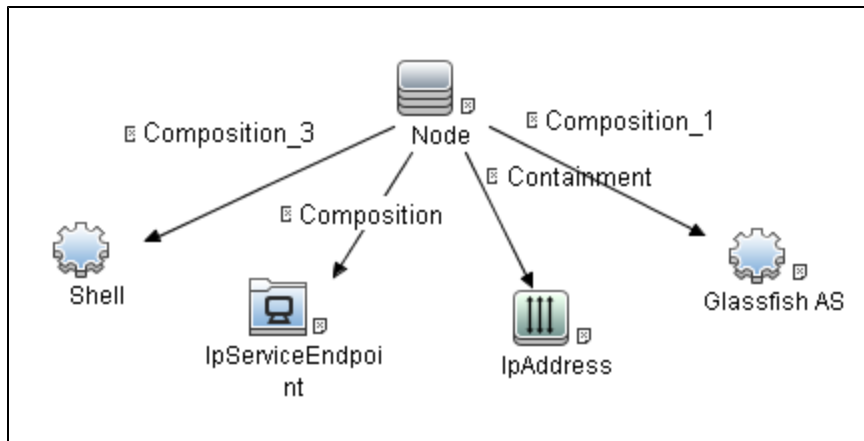 Composition_3
Composition_1
Node
Containment
Composition
Shell
Glassfish AS
IpServiceEndpoi
nt
IpAddress